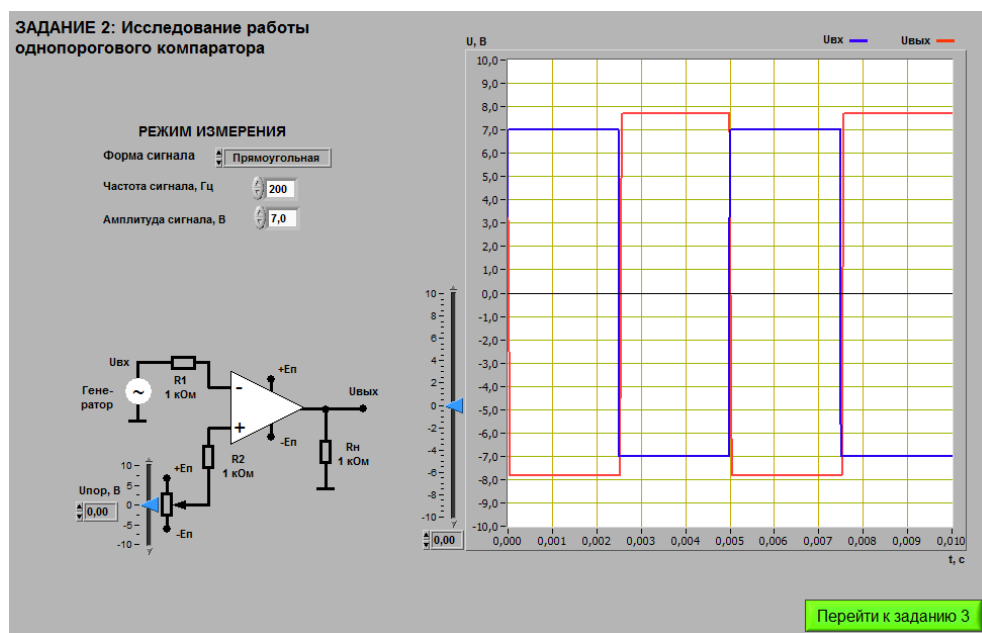 ЗАДАНИЕ 2: Исследование работы
однопорогового компаратора
РЕЖИМ ИЗМЕРЕНИЯ
Форма сигнала Прямоугольная
Частота сигнала, Гц 200
Амплитуда сигнала, В 7,0
U, В
Uвх Uвых
10,0
9,0
8,0
7,0
6,0
5,0
4,0
3,0
2,0
1,0
0,0
-1,0
-2,0
-3,0
-4,0
-5,0
-6,0
-7,0
-8,0
-9,0
-10,0
0,000 0,001 0,002 0,003 0,004 0,005 0,006 0,007 0,008 0,009 0,010
t, с
10
8
6
4
2
0
-2
-4
-6
-8
-10
0,00
Uвх
Гене-
ратор
~
R1
1 кОм
-
+
+Eп
-Eп
Uвых
Rн
1 кОм
R2
1 кОм
Uпор, В
0,00
10
5
0
-5
-10
+Eп
-Eп
Перейти к заданию 3